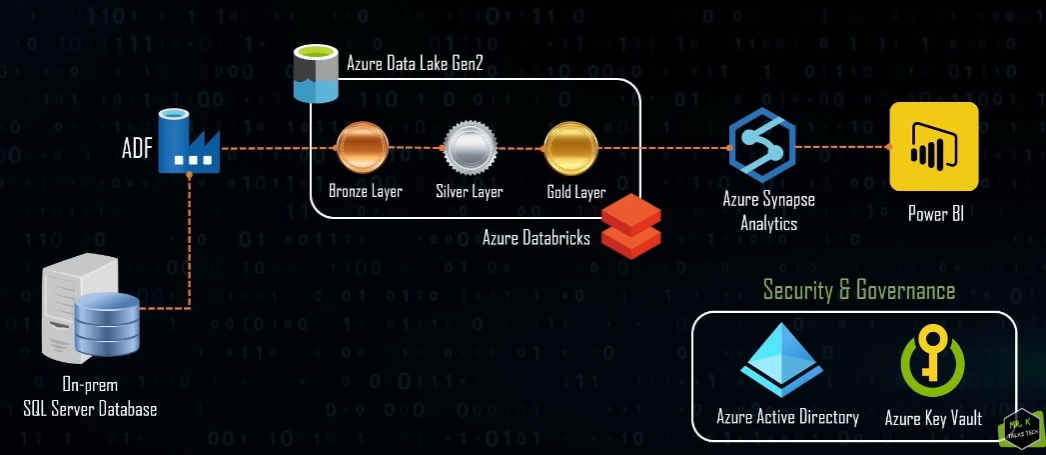 Azure Data Lake Gen2
ADF
Bronze Layer
Silver Layer
Gold Layer
Azure Databricks
Azure Synapse
Analytics
Power BI
On-prem
SQL Server Database
Security & Governance
Azure Active Directory
Azure Key Vault
MR. K
TALKS TECH